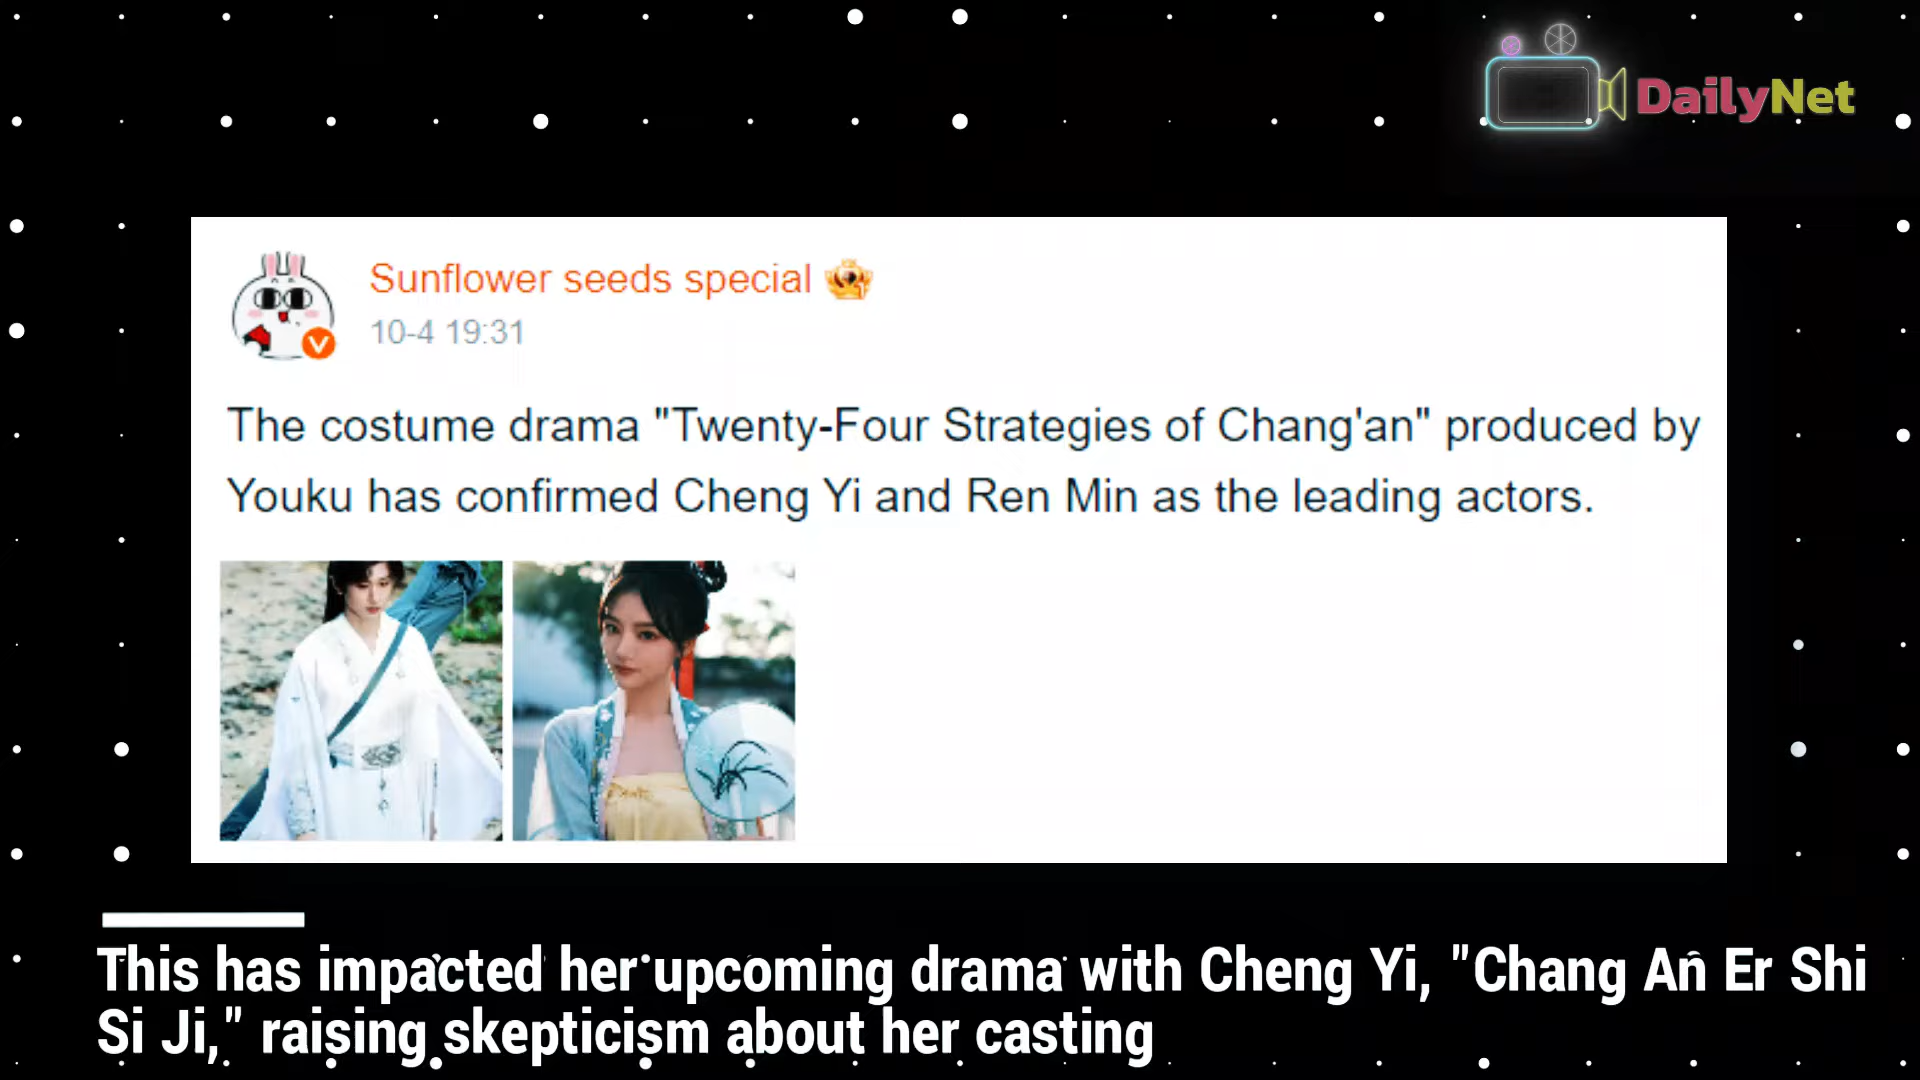 DailyNet
Sunflower seeds special
10-4 19:31
The costume drama "Twenty-Four Strategies of Chang'an" produced by
Youku has confirmed Cheng Yi and Ren Min as the leading actors.
This has impacted her upcoming drama with Cheng Yi, "Chang An Er Shi
Si Ji," raising skepticism about her casting